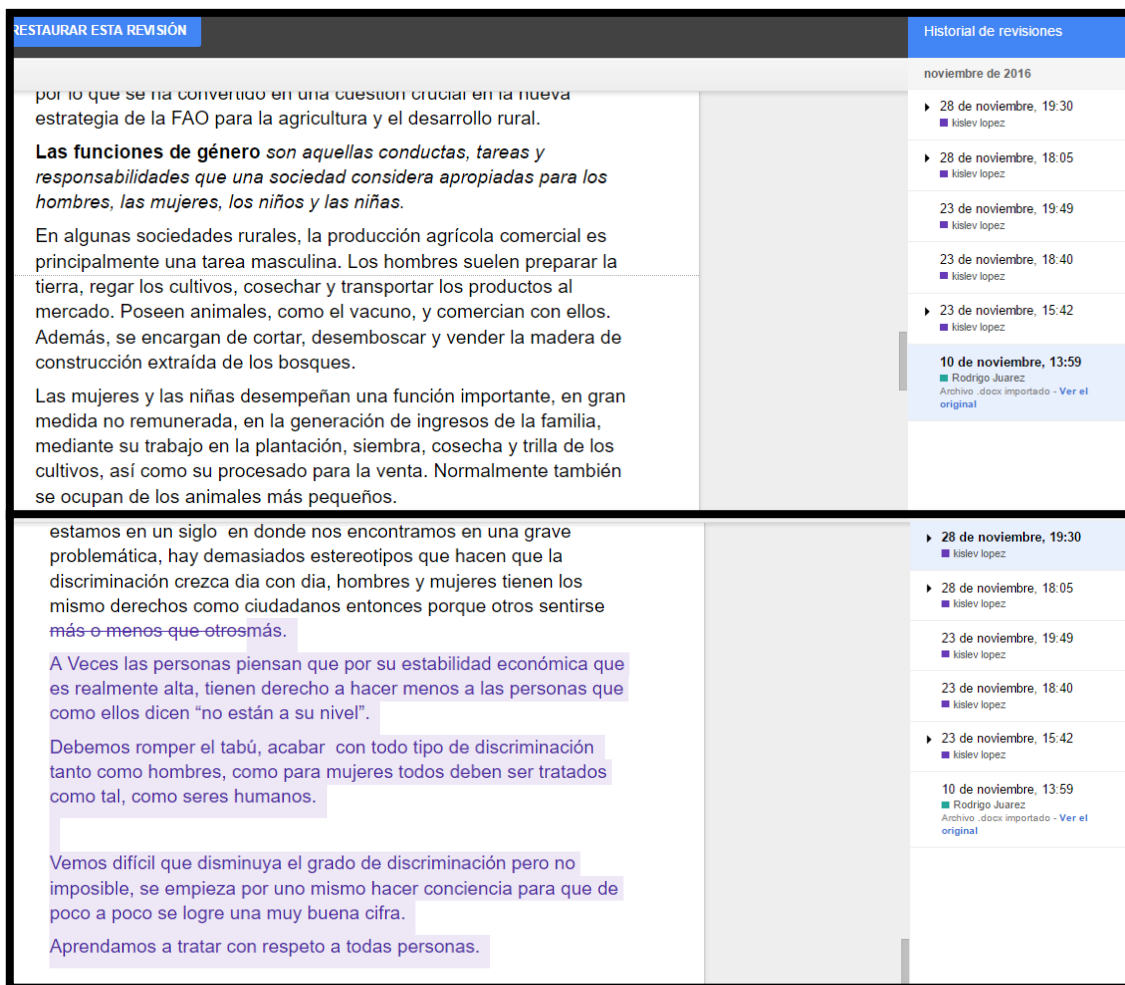 RESTAURAR ESTA REVISIÓN
Historial de revisiones
noviembre de 2016
por lo que se ha convertido en una cuestión crucial en la nueva
estrategia de la FAO para la agricultura y el desarrollo rural.
Las funciones de género son aquellas conductas, tareas y
responsabilidades que una sociedad considera apropiadas para los
hombres, las mujeres, los niños y las niñas.
En algunas sociedades rurales, la producción agrícola comercial es
principalmente una tarea masculina. Los hombres suelen preparar la
tierra, regar los cultivos, cosechar y transportar los productos al
mercado. Poseen animales, como el vacuno, y comercian con ellos.
Además, se encargan de cortar, desemboscar y vender la madera de
construcción extraída de los bosques.
Las mujeres y las niñas desempeñan una función importante, en gran
medida no remunerada, en la generación de ingresos de la familia,
mediante su trabajo en la plantación, siembra, cosecha y trilla de los
cultivos, así como su procesado para la venta. Normalmente también
se ocupan de los animales más pequeños.
28 de noviembre, 19:30
kislev lopez
28 de noviembre, 18:05
kislev lopez
23 de noviembre, 19:49
kislev lopez
23 de noviembre, 18:40
kislev lopez
23 de noviembre, 15:42
kislev lopez
10 de noviembre, 13:59
Rodrigo Juarez
Archivo .docx importado - Ver el
original
estamos en un siglo  en donde nos encontramos en una grave
problemática, hay demasiados estereotipos que hacen que la
discriminación crezca dia con dia, hombres y mujeres tienen los
mismo derechos como ciudadanos entonces porque otros sentirse
más o menos que otrosmás.
A Veces las personas piensan que por su estabilidad económica que
es realmente alta, tienen derecho a hacer menos a las personas que
como ellos dicen “no están a su nivel”.
Debemos romper el tabú, acabar  con todo tipo de discriminación
tanto como hombres, como para mujeres todos deben ser tratados
como tal, como seres humanos.
Vemos difícil que disminuya el grado de discriminación pero no
imposible, se empieza por uno mismo hacer conciencia para que de
poco a poco se logre una muy buena cifra.
Aprendamos a tratar con respeto a todas personas.
28 de noviembre, 19:30
kislev lopez
28 de noviembre, 18:05
kislev lopez
23 de noviembre, 19:49
kislev lopez
23 de noviembre, 18:40
kislev lopez
23 de noviembre, 15:42
kislev lopez
10 de noviembre, 13:59
Rodrigo Juarez
Archivo .docx importado - Ver el
original